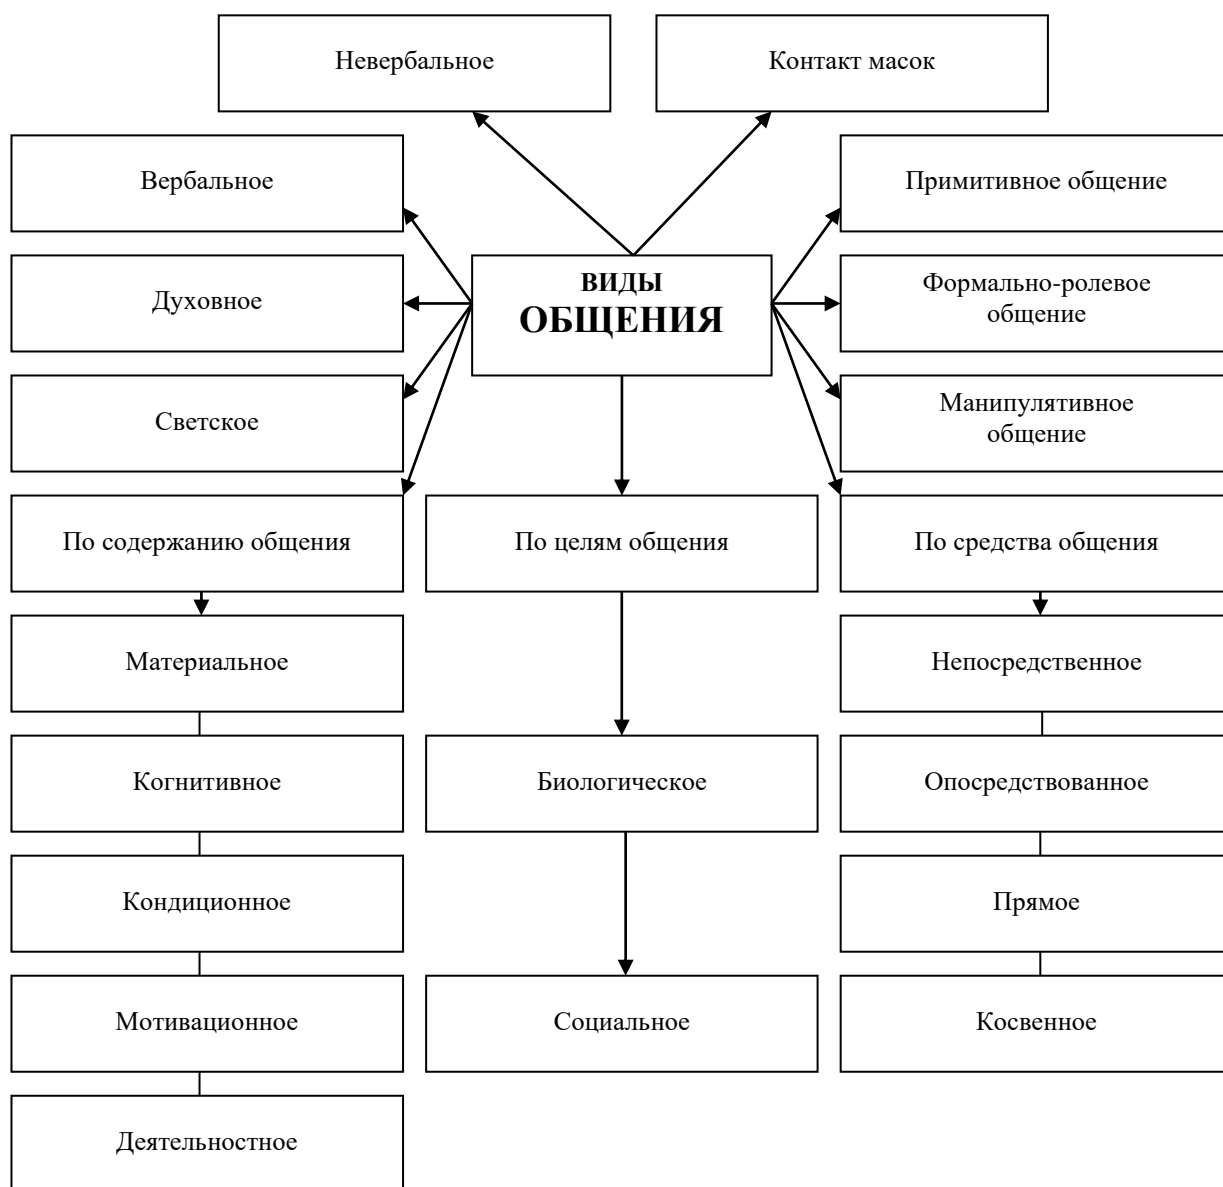 Невербальное
Контакт масок
Вербальное
Примитивное общение
Духовное
ВИДЫ
ОБЩЕНИЯ
Формально-ролевое
общение
Светское
Манипулятивное
общение
По содержанию общения
По целям общения
По средства общения
Материальное
Непосредственное
Когнитивное
Биологическое
Опосредствованное
Кондиционное
Прямое
Мотивационное
Социальное
Косвенное
Деятельностное